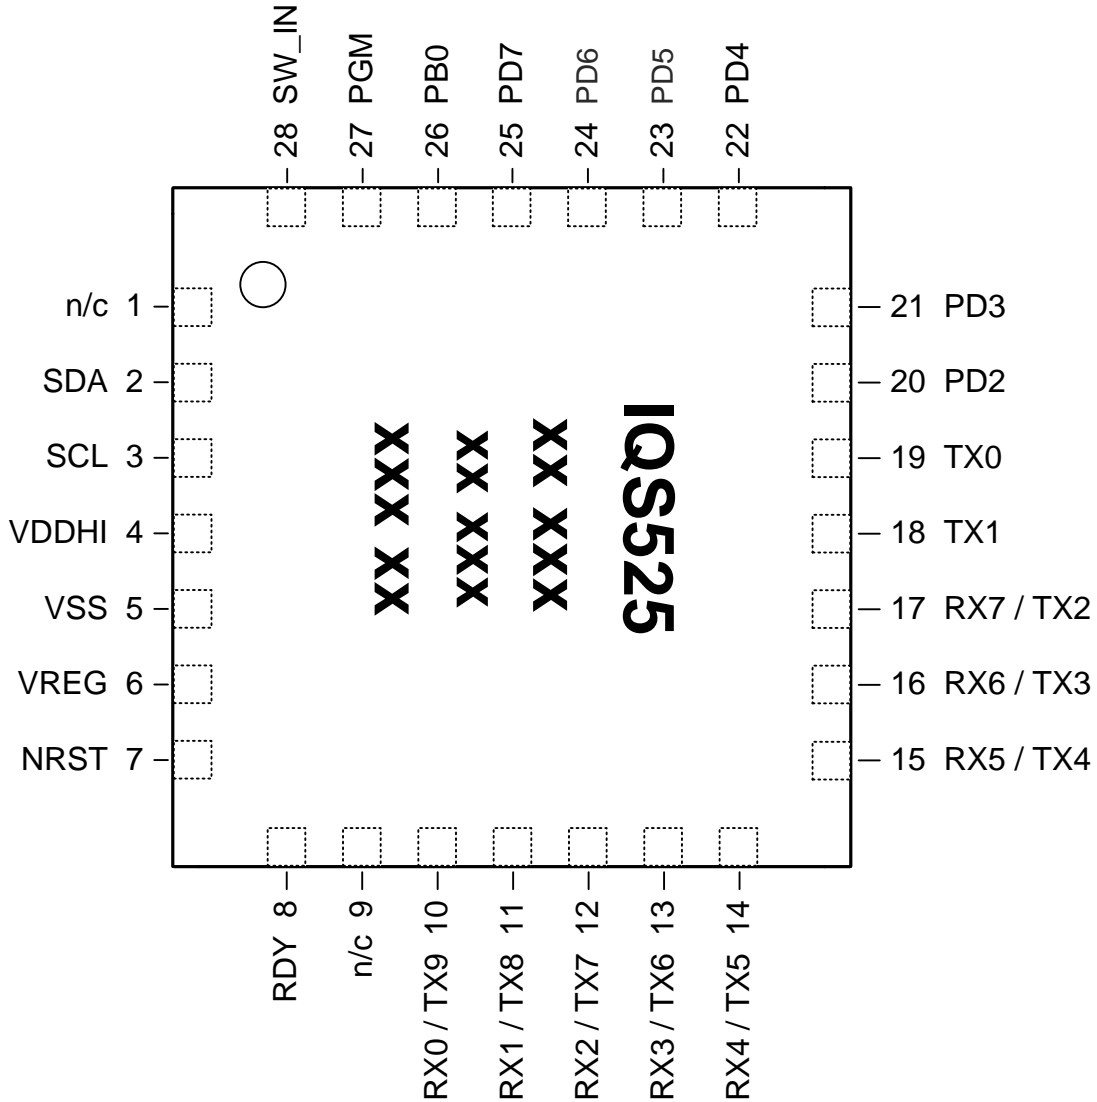 28 SW_IN
27 PGM
26 PB0
25 PD7
24 PD6
23 PD5
22 PD4
n/c 1
SDA 2
SCL 3
VDDHI 4
VSS 5
VREG 6
NRST 7
21 PD3
20 PD2
19 TX0
18 TX1
17 RX7 / TX2
16 RX6 / TX3
15 RX5 / TX4
IQS525
xx xxx xx
xx xxx
xx xxx
RDY 8
n/c 9
RX0 / TX9 10
RX1 / TX8 11
RX2 / TX7 12
RX3 / TX6 13
RX4 / TX5 14